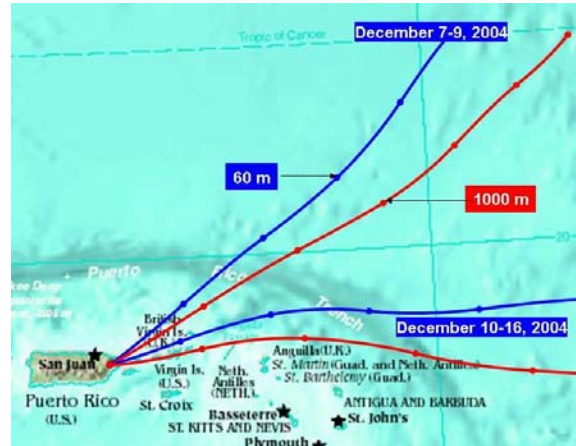 December 7-9, 2004
Tropic of Cancer
60 m
1000 m
20
Puerto Rico Trench
British
Virgin Is.
(U.K.)
December 10-16, 2004
San Juan
Anguilla (U.K.)
St. Martin (Guad. and Neth. Antilles)
St. Barthelemy (Guad.)
Virgin Is.
(U.S.)
Neth.
Antilles
(NETH.)
Puerto Rico
(U.S.)
St. Croix
ANTIGUA AND BARBUDA
Basseterre
St. John's
ST. KITTS AND NEVIS
Plymouth